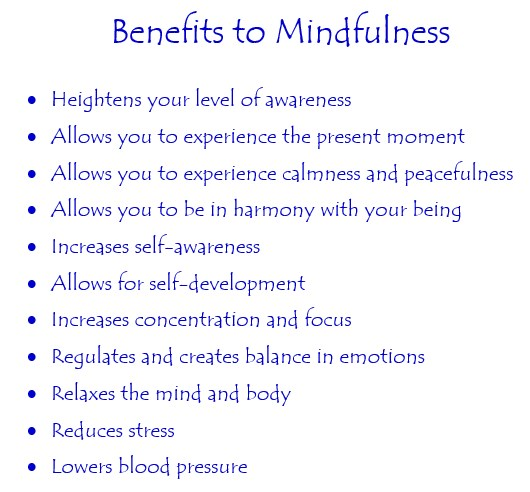 Benefits to Mindfulness
• Heightens your level of awareness
• Allows you to experience the present moment
• Allows you to experience calmness and peacefulness
• Allows you to be in harmony with your being
• Increases self-awareness
• Allows for self-development
• Increases concentration and focus
• Regulates and creates balance in emotions
• Relaxes the mind and body
• Reduces stress
• Lowers blood pressure